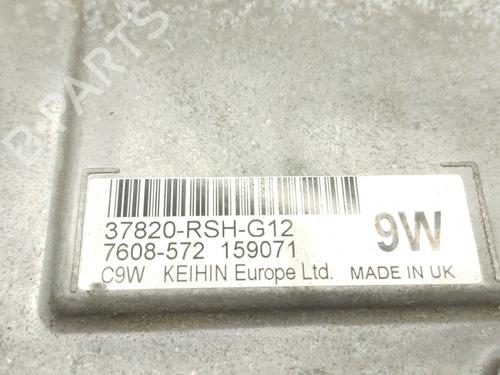 B-PARTS
37820-RSH-G12
7608-572 159071
9W
C9W KEIHIN Europe Ltd. MADE IN UK